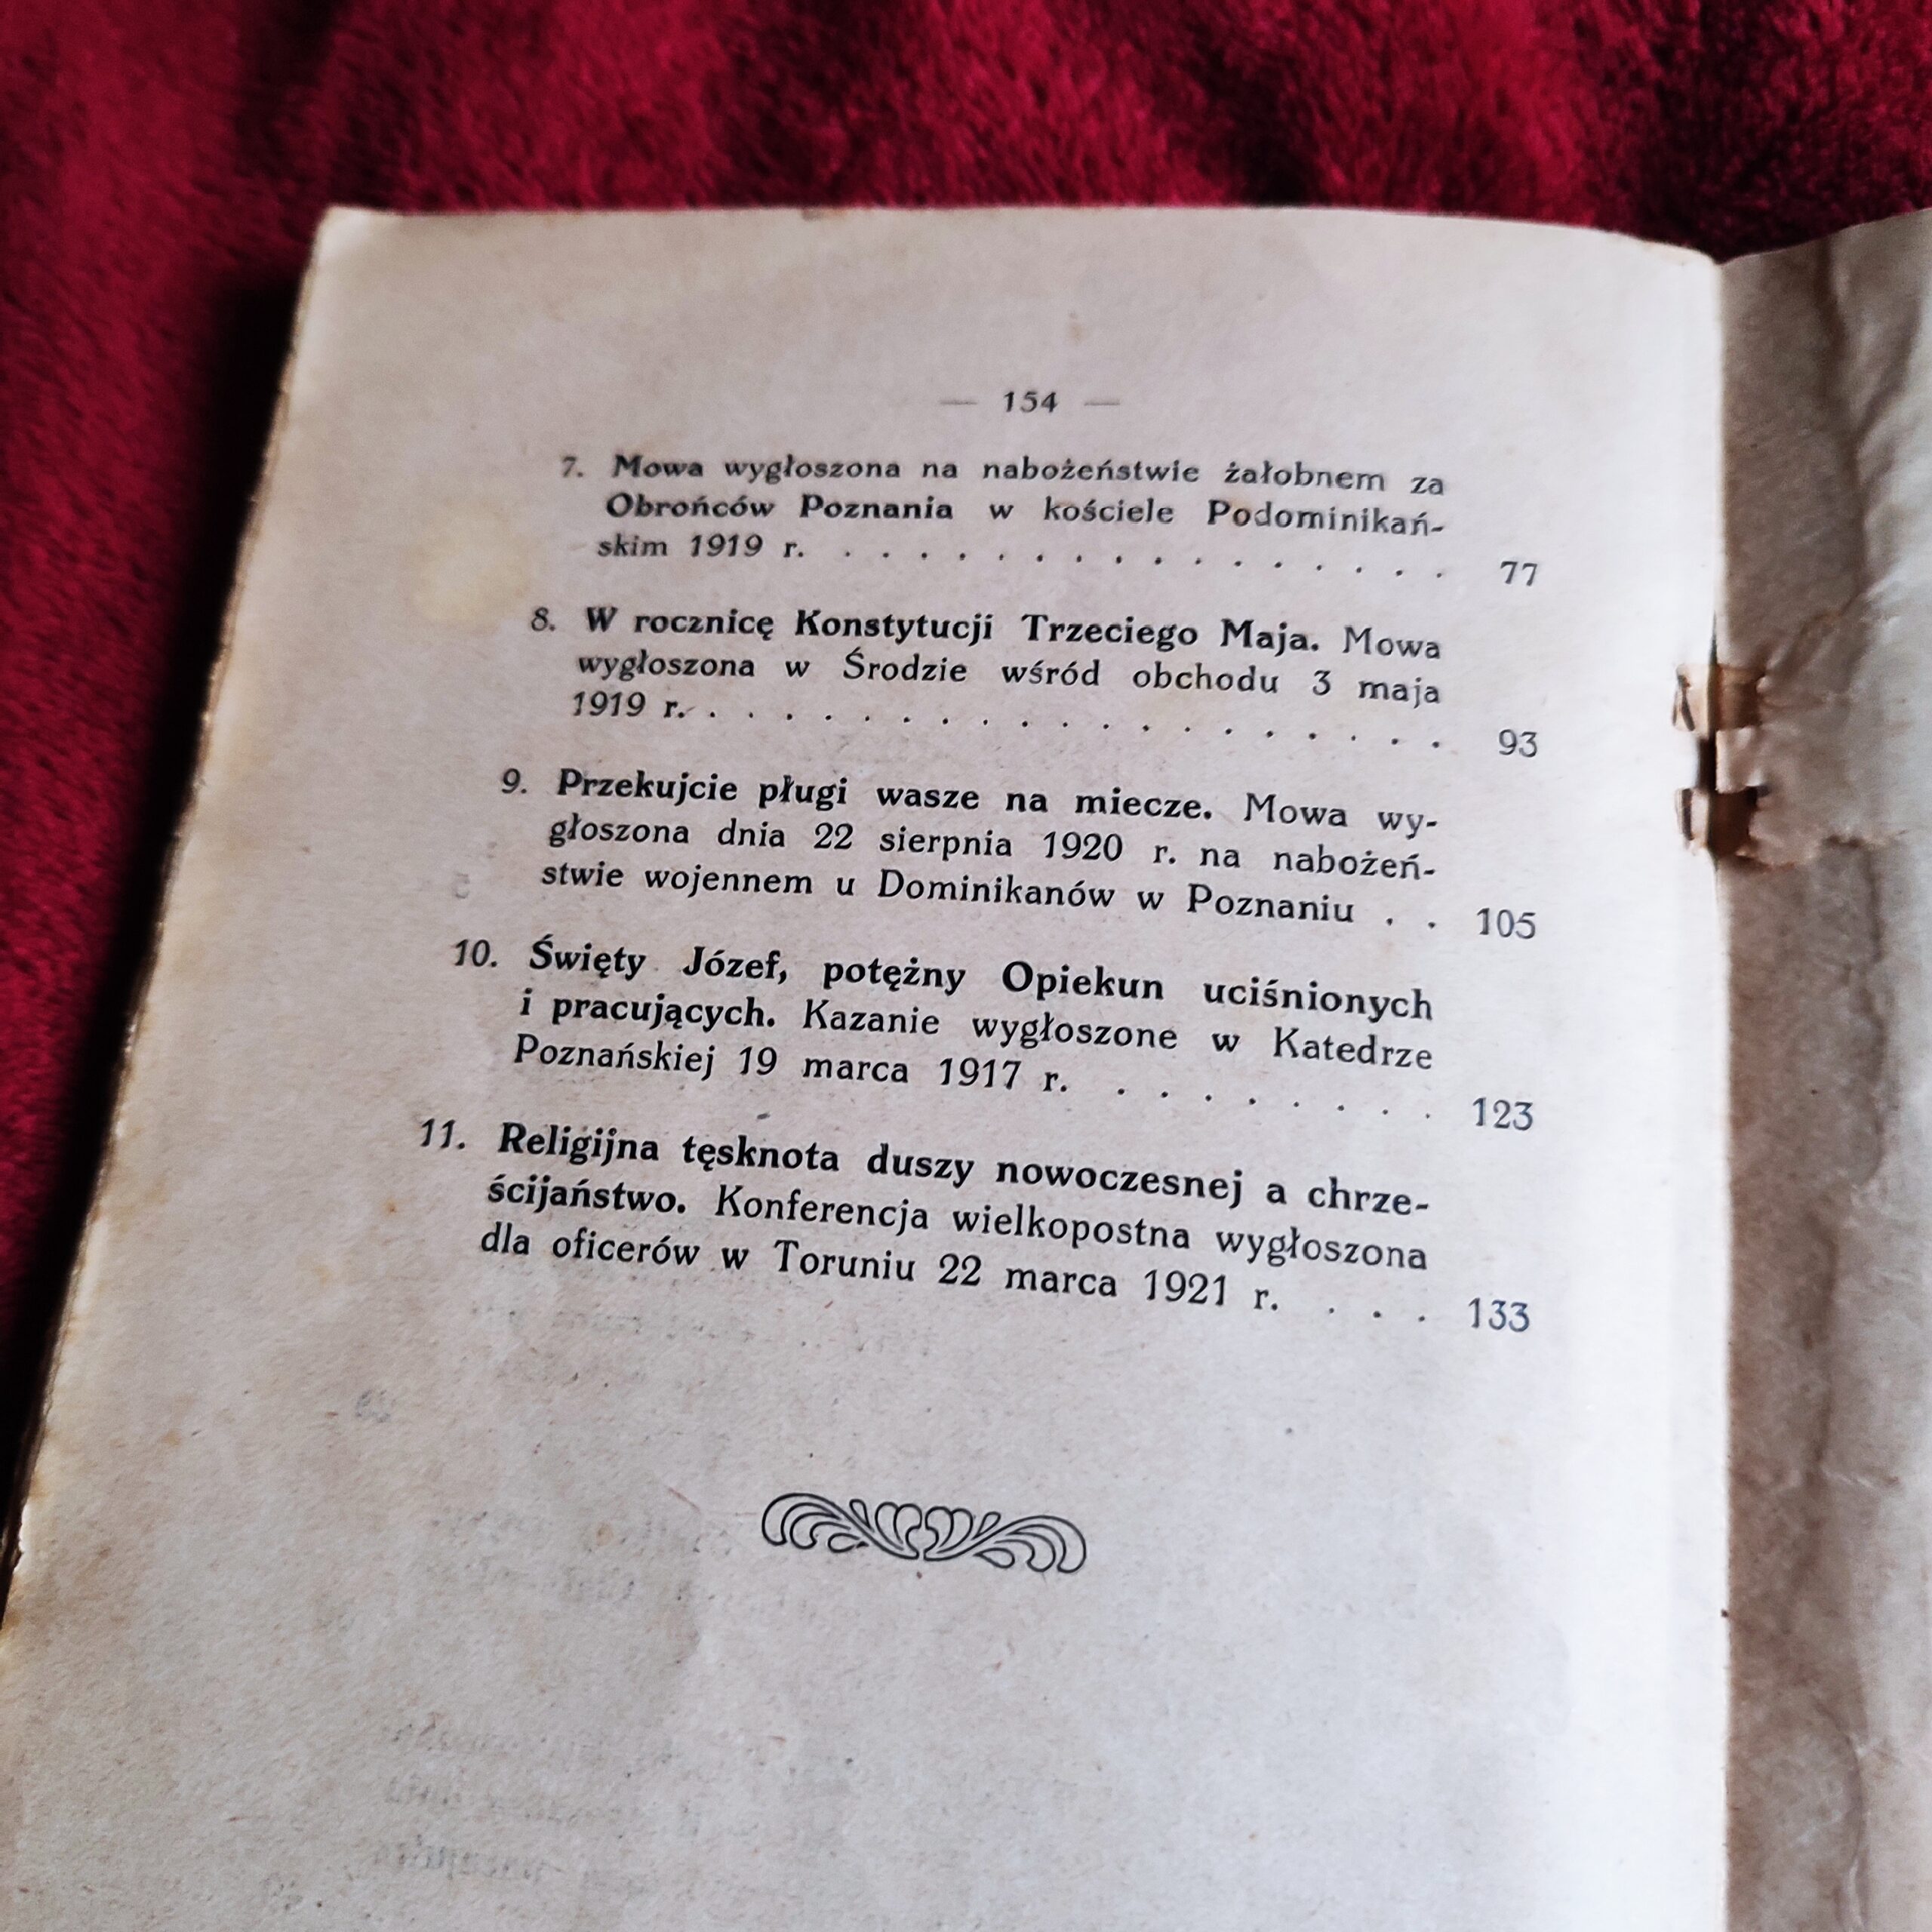 — 154 —
7. Mowa wygłoszona na nabożeństwie żałobnem za
Obrońców Poznania w kościele Podominikań-
skim 1919 r. . . . . . . . . . . . . . . . . 77
8. W rocznicę Konstytucji Trzeciego Maja. Mowa
wygłoszona w Środzie wśród obchodu 3 maja
1919 r. . . . . . . . . . . . . . . . . . . . 93
9. Przekujcie pługi wasze na miecze. Mowa wy-
głoszona dnia 22 sierpnia 1920 r. na nabożeń-
stwie wojennem u Dominikanów w Poznaniu . . 105
10. Święty Józef, potężny Opiekun uciśnionych
i pracujących. Kazanie wygłoszone w Katedrze
Poznańskiej 19 marca 1917 r. . . . . . . . . 123
11. Religijna tęsknota duszy nowoczesnej a chrze-
ścijaństwo. Konferencja wielkopostna wygłoszona
dla oficerów w Toruniu 22 marca 1921 r. . . . 133